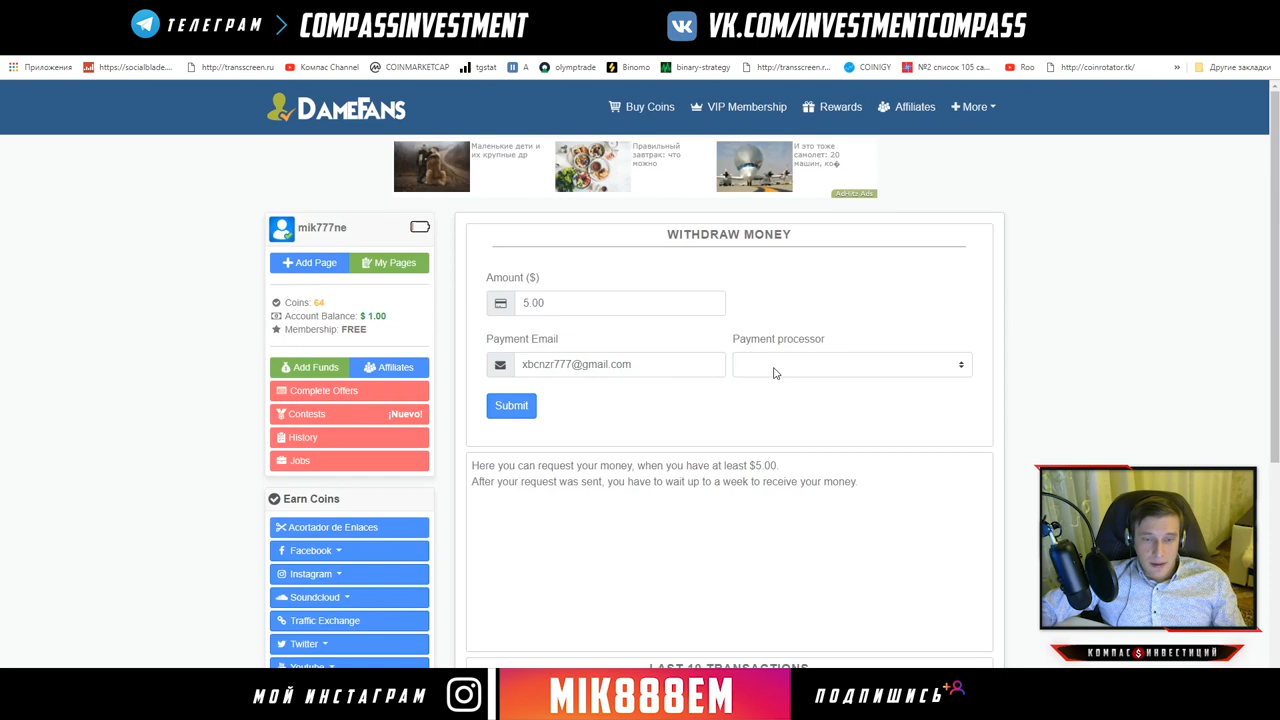 ТЕЛЕГРАМ > COMPASSINVESTMENT
VK.COM/INVESTMENTCOMPASS
Приложения https://socialblade.... http://transscreen.ru Компас Channel COINMARKETCAP tgstat A olymptrade Binomo binary-strategy http://transscreen.r... COINIGY №2 список 105 са... Roo http://coinrotator.tk/ » Другие закладки
DAMEFANS
Buy Coins VIP Membership Rewards Affiliates + More
Маленькие дети и
их крупные др
Правильный
завтрак: что
можно
И это тоже
самолет: 20
машин, ко�
AdHitz Ads
mik777ne
Add Page My Pages
Coins: 64
Account Balance: $ 1.00
Membership: FREE
Add Funds Affiliates
Complete Offers
Contests ¡Nuevo!
History
Jobs
Earn Coins
Acortador de Enlaces
Facebook
Instagram
Soundcloud
Traffic Exchange
Twitter
Youtube
WITHDRAW MONEY
Amount ($)
5.00
Payment Email Payment processor
xbcnzr777@gmail.com
Submit
Here you can request your money, when you have at least $5.00.
After your request was sent, you have to wait up to a week to receive your money.
LAST 10 TRANSACTIONS
КОМПАС $ ИНВЕСТИЦИЙ
МОЙ ИНСТАГРАМ
MIK888EM
ПОДПИШИСЬ